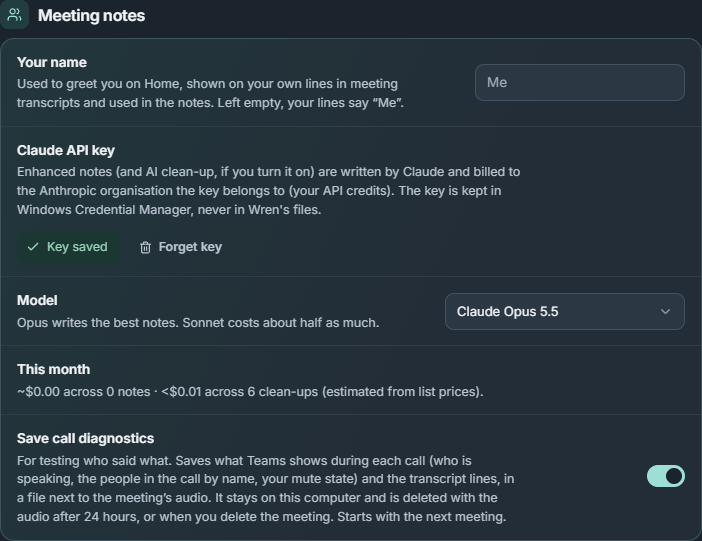 Meeting notes
Your name
Used to greet you on Home, shown on your own lines in meeting
transcripts and used in the notes. Left empty, your lines say “Me”.
Me
Claude API key
Enhanced notes (and AI clean-up, if you turn it on) are written by Claude and billed to
the Anthropic organisation the key belongs to (your API credits). The key is kept in
Windows Credential Manager, never in Wren's files.
Key saved
Forget key
Model
Opus writes the best notes. Sonnet costs about half as much.
Claude Opus 5.5
This month
~$0.00 across 0 notes · <$0.01 across 6 clean-ups (estimated from list prices).
Save call diagnostics
For testing who said what. Saves what Teams shows during each call (who is
speaking, the people in the call by name, your mute state) and the transcript lines, in
a file next to the meeting’s audio. It stays on this computer and is deleted with the
audio after 24 hours, or when you delete the meeting. Starts with the next meeting.